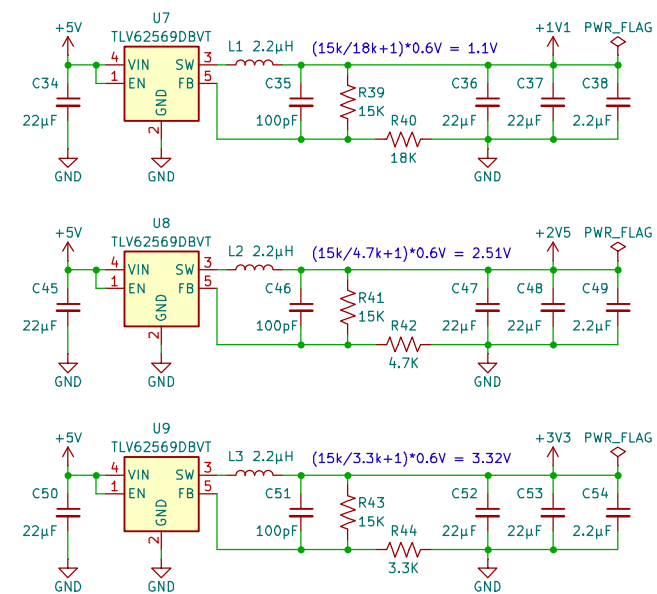 U7
TLV62569DBVT
+5V
L1 2.2µH
(15k/18k+1)*0.6V = 1.1V
+1V1
PWR_FLAG
4 VIN SW 3
1 EN FB 5
GND
2
C34
22µF
C35
100pF
R39
15K
R40
18K
C36
22µF
C37
22µF
C38
2.2µF
GND
GND
GND
U8
TLV62569DBVT
+5V
L2 2.2µH
(15k/4.7k+1)*0.6V = 2.51V
+2V5
PWR_FLAG
4 VIN SW 3
1 EN FB 5
GND
2
C45
22µF
C46
100pF
R41
15K
R42
4.7K
C47
22µF
C48
22µF
C49
2.2µF
GND
GND
GND
U9
TLV62569DBVT
+5V
L3 2.2µH
(15k/3.3k+1)*0.6V = 3.32V
+3V3
PWR_FLAG
4 VIN SW 3
1 EN FB 5
GND
2
C50
22µF
C51
100pF
R43
15K
R44
3.3K
C52
22µF
C53
22µF
C54
2.2µF
GND
GND
GND